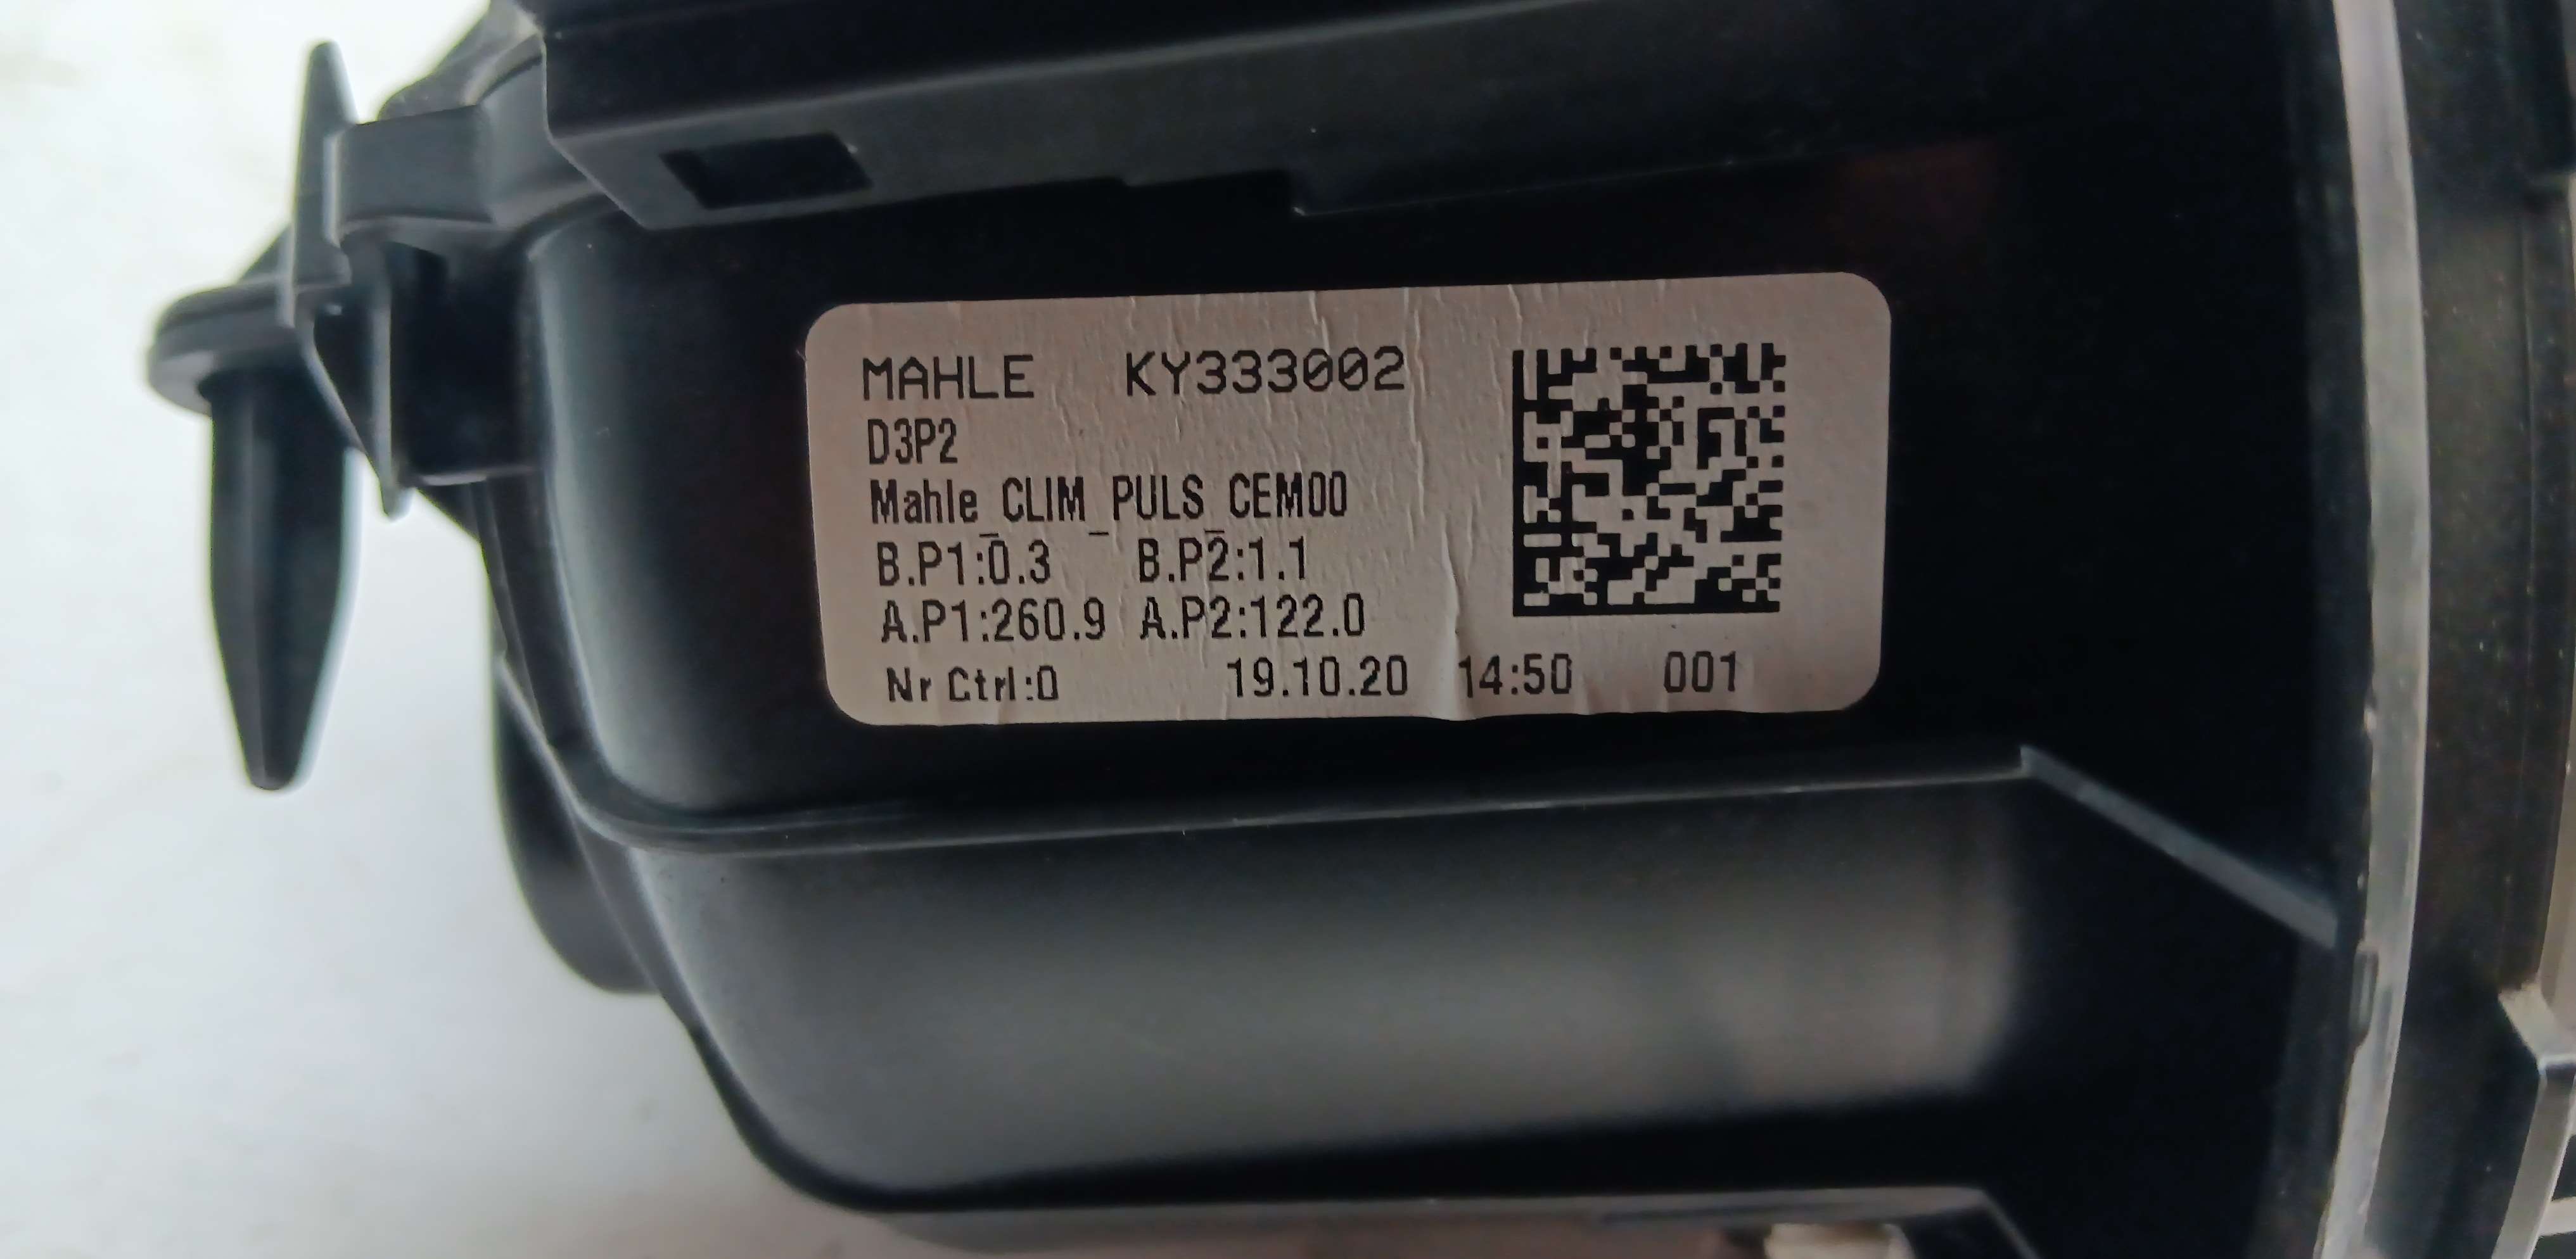 MAHLE KY333002
D3P2
Mahle_CLIM_PULS_CEM00
B.P1:0.3 B.P2:1.1
A.P1:260.9 A.P2:122.0
Nr Ctrl:0 19.10.20 14:50 001